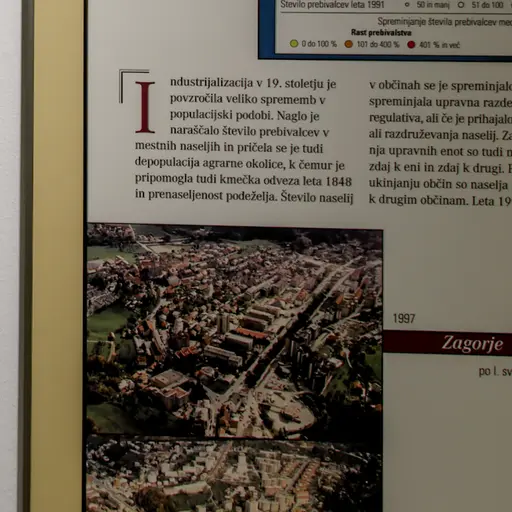 Število prebivalcev leta 1991 50 in manj 51 do 100
Spreminjanje števila prebivalcev
Rast prebivalstva
0 do 100 % 101 do 400 % 401 % in več
Industrijalizacija v 19. stoletju je
povzročila veliko sprememb v
populacijski podobi. Naglo je
naraščalo število prebivalcev v
mestnih naseljih in pričela se je tudi
depopulacija agrarne okolice, k čemur je
pripomogla tudi kmečka odveza leta 1848
in prenaseljenost podeželja. Število naselij
v občinah se je spreminjalo
spreminjala upravna razde
regulativa, ali če je prihajalo
ali razdruževanja naselij. Za
nja upravnih enot so tudi n
zdaj k eni in zdaj k drugi. P
ukinjanju občin so naselja
k drugim občinam. Leta 19
1997
Zagorje
po I. sv